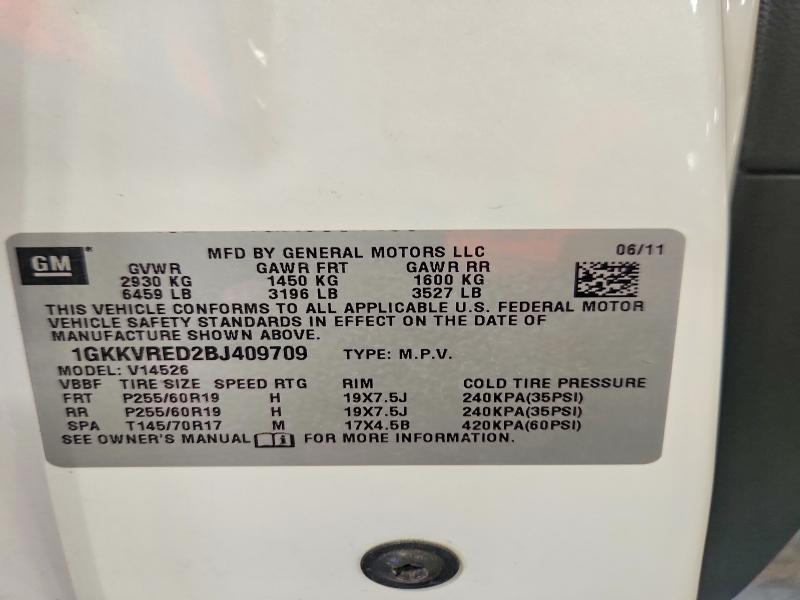 GM
MFD BY GENERAL MOTORS LLC 06/11
GVWR GAWR FRT GAWR RR
2930 KG 1450 KG 1600 KG
6459 LB 3196 LB 3527 LB
THIS VEHICLE CONFORMS TO ALL APPLICABLE U.S. FEDERAL MOTOR
VEHICLE SAFETY STANDARDS IN EFFECT ON THE DATE OF
MANUFACTURE SHOWN ABOVE.
1GKKVRED2BJ409709 TYPE: M.P.V.
MODEL: V14526
VBBF TIRE SIZE SPEED RTG RIM COLD TIRE PRESSURE
FRT P255/60R19 H 19X7.5J 240KPA(35PSI)
RR P255/60R19 H 19X7.5J 240KPA(35PSI)
SPA T145/70R17 M 17X4.5B 420KPA(60PSI)
SEE OWNER'S MANUAL i FOR MORE INFORMATION.